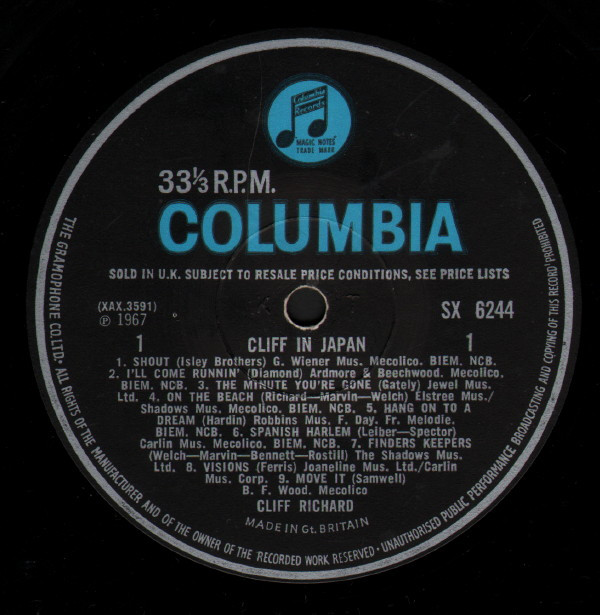 Columbia
Records
MAGIC NOTES
TRADE MARK
33⅓ R.P.M.
COLUMBIA
SOLD IN U.K. SUBJECT TO RESALE PRICE CONDITIONS, SEE PRICE LISTS
(XAX.3591)
℗ 1967
SX 6244
1 CLIFF IN JAPAN 1
1. SHOUT (Isley Brothers) G. Wiener Mus. Mecolico. BIEM. NCB.
2. I'LL COME RUNNIN' (Diamond) Ardmore & Beechwood. Mecolico.
BIEM. NCB. 3. THE MINUTE YOU'RE GONE (Gately) Jewel Mus.
Ltd. 4. ON THE BEACH (Richard—Marvin—Welch) Elstree Mus./
Shadows Mus. Mecolico. BIEM. NCB. 5. HANG ON TO A
DREAM (Hardin) Robbins Mus. F. Day. Fr. Melodie.
BIEM. NCB. 6. SPANISH HARLEM (Leiber—Spector)
Carlin Mus. Mecolico. BIEM. NCB. 7. FINDERS KEEPERS
(Welch—Marvin—Bennett—Rostill) The Shadows Mus.
Ltd. 8. VISIONS (Ferris) Joaneline Mus. Ltd./Carlin
Mus. Corp. 9. MOVE IT (Samwell)
B. F. Wood. Mecolico
CLIFF RICHARD
MADE IN Gt. BRITAIN
THE GRAMOPHONE CO. LTD· ALL RIGHTS OF THE MANUFACTURER AND OF THE OWNER OF THE RECORDED WORK RESERVED · UNAUTHORISED PUBLIC PERFORMANCE BROADCASTING AND COPYING OF THIS RECORD PROHIBITED